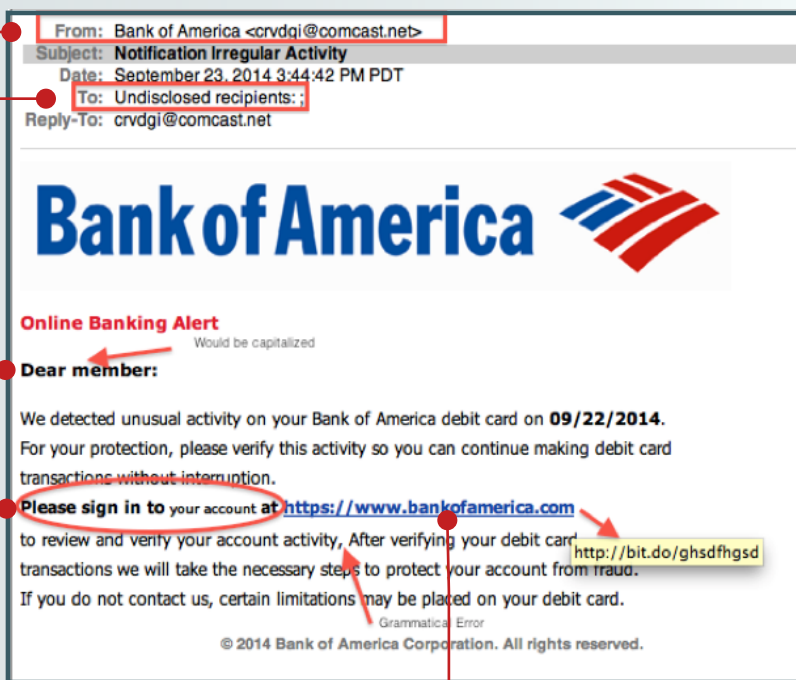 From: Bank of America <crvdgi@comcast.net>
Subject: Notification Irregular Activity
Date: September 23, 2014 3:44:42 PM PDT
To: Undisclosed recipients: ;
Reply-To: crvdgi@comcast.net
Bank of America
Online Banking Alert
Would be capitalized
Dear member:
We detected unusual activity on your Bank of America debit card on 09/22/2014.
For your protection, please verify this activity so you can continue making debit card
transactions without interruption.
Please sign in to your account at https://www.bankofamerica.com
to review and verify your account activity, After verifying your debit card
http://bit.do/ghsdfhgsd
transactions we will take the necessary steps to protect your account from fraud.
If you do not contact us, certain limitations may be placed on your debit card.
Grammatical Error
© 2014 Bank of America Corporation. All rights reserved.